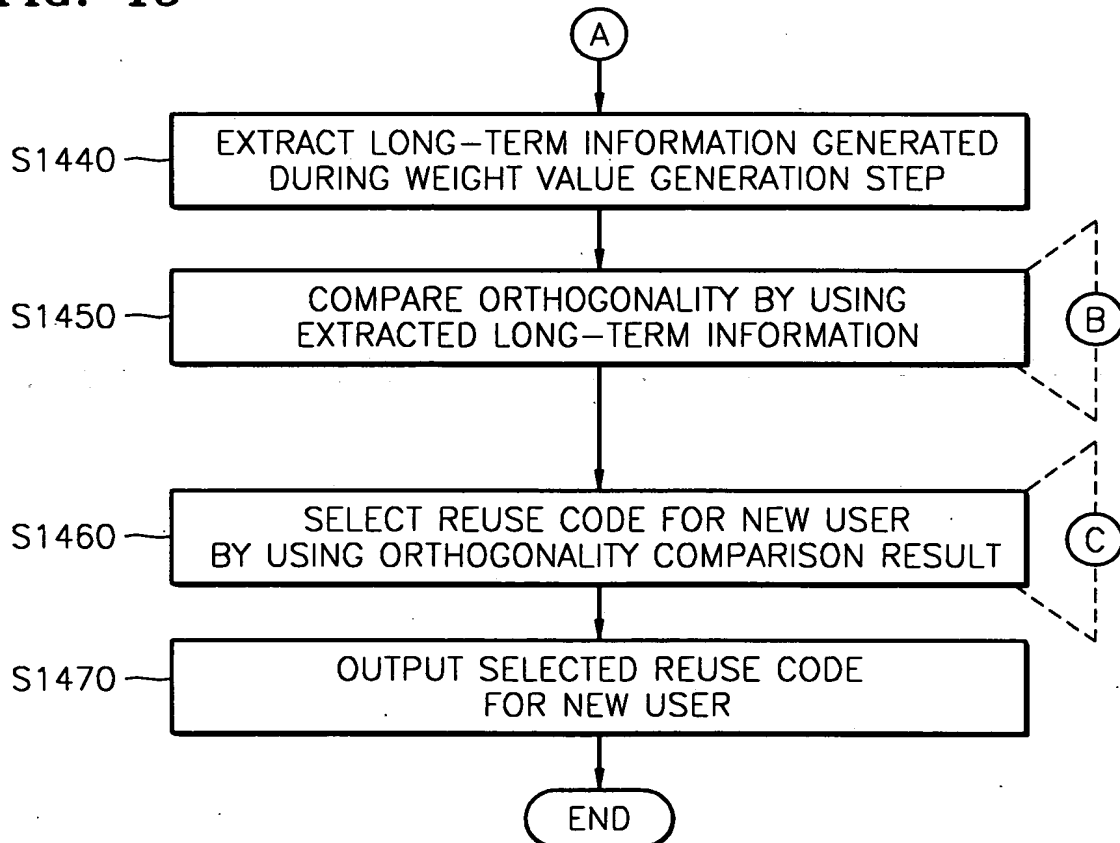 A
S1440
EXTRACT LONG-TERM INFORMATION GENERATED
DURING WEIGHT VALUE GENERATION STEP
S1450
COMPARE ORTHOGONALITY BY USING
EXTRACTED LONG-TERM INFORMATION
B
S1460
SELECT REUSE CODE FOR NEW USER
BY USING ORTHOGONALITY COMPARISON RESULT
C
S1470
OUTPUT SELECTED REUSE CODE
FOR NEW USER
END